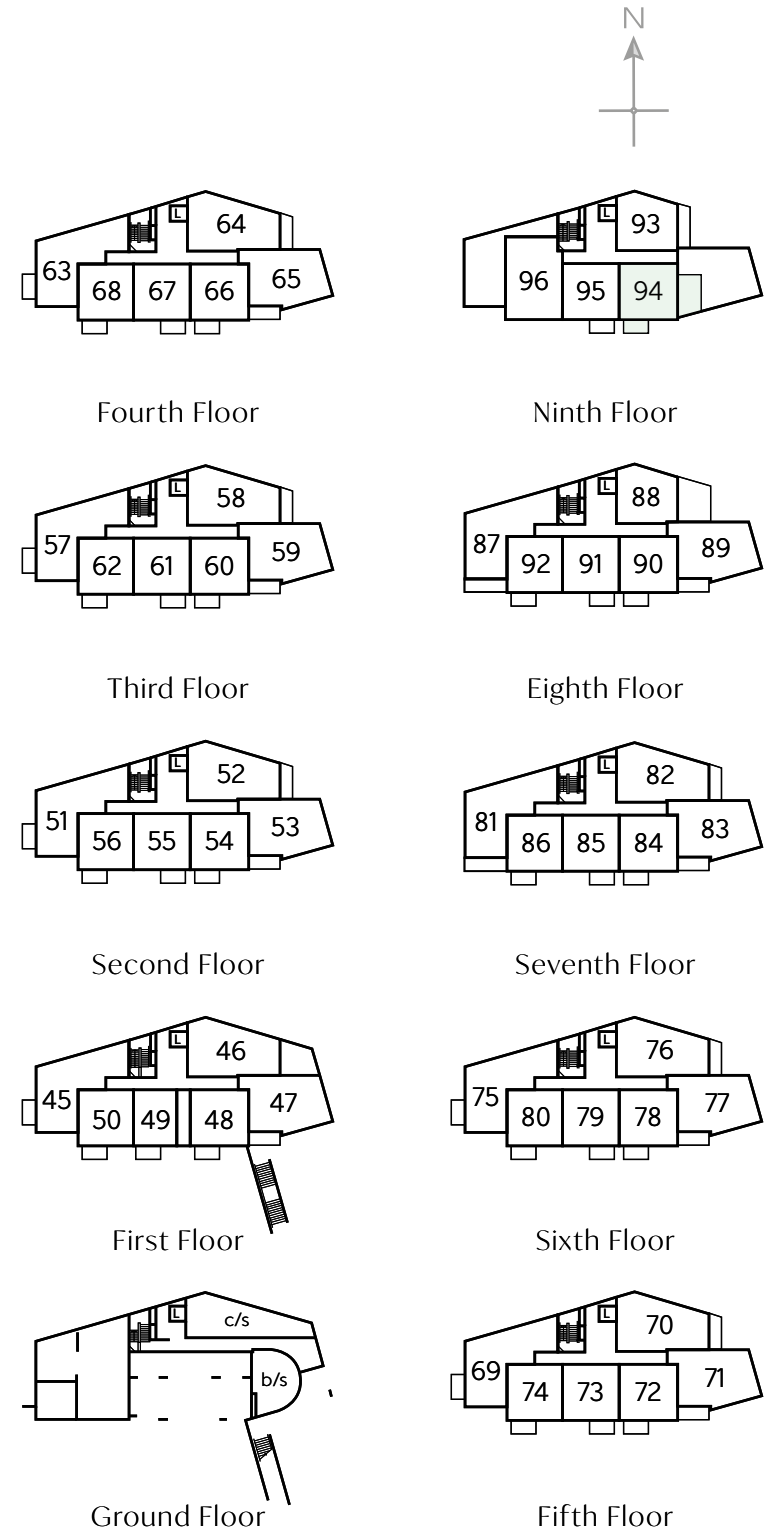 N
L
64
63
65
68
67
66
Fourth Floor
L
93
96
95
94
Ninth Floor
L
58
57
59
62
61
60
Third Floor
L
88
87
89
92
91
90
Eighth Floor
L
52
51
53
56
55
54
Second Floor
L
82
81
83
86
85
84
Seventh Floor
L
46
45
47
50
49
48
First Floor
L
76
75
77
80
79
78
Sixth Floor
L
c/s
b/s
Ground Floor
L
70
69
71
74
73
72
Fifth Floor